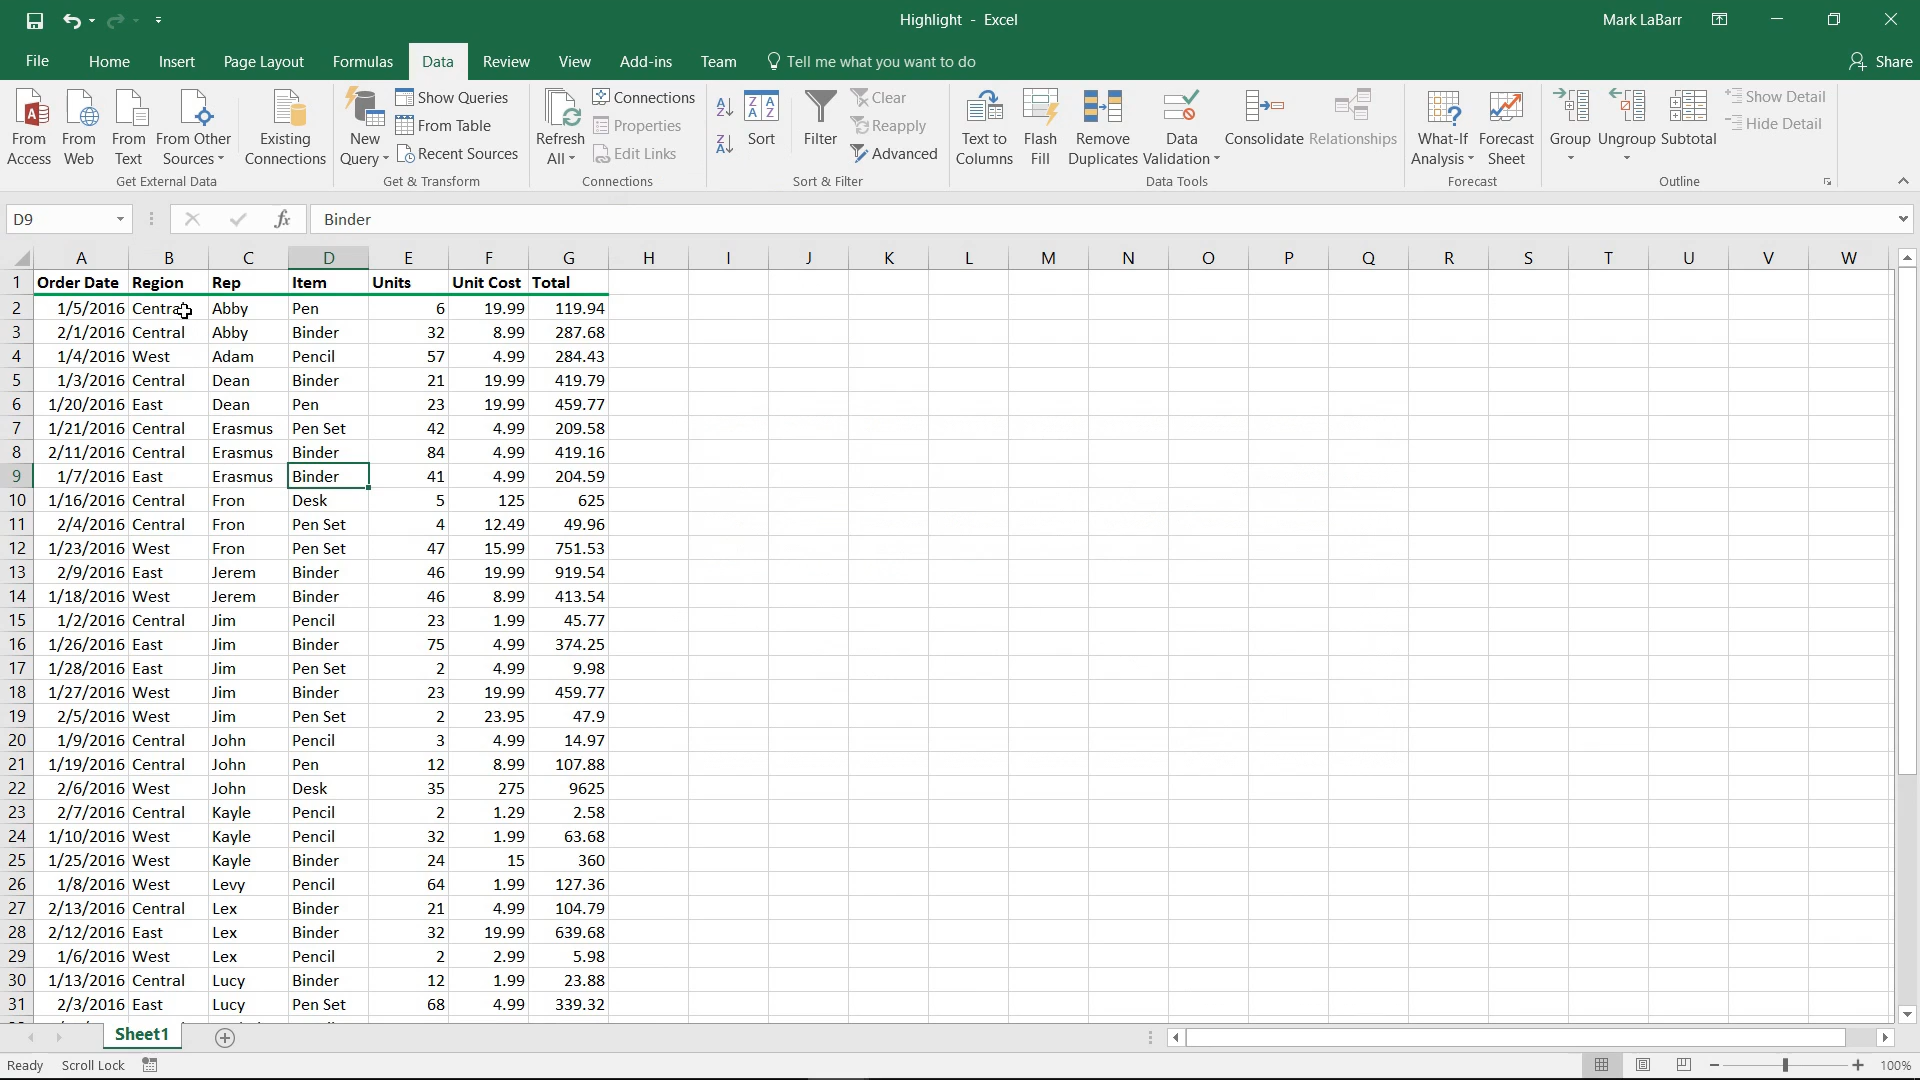 Highlight - Excel
Mark LaBarr
File Home Insert Page Layout Formulas Data Review View Add-ins Team Tell me what you want to do Share
From Access
From Web
From Text
From Other Sources
Existing Connections
Get External Data
New Query
Show Queries
From Table
Recent Sources
Get & Transform
Refresh All
Connections
Properties
Edit Links
Connections
A Z
Z A
Z A A Z
Sort
Filter
Clear
Reapply
Advanced
Sort & Filter
Text to Columns
Flash Fill
Remove Duplicates
Data Validation
Consolidate
Relationships
Data Tools
What-If Analysis
Forecast Sheet
Forecast
Group
Ungroup
Subtotal
Show Detail
Hide Detail
Outline
D9 fx Binder
A B C D E F G H I J K L M N O P Q R S T U V W
1 Order Date Region Rep Item Units Unit Cost Total
2 1/5/2016 Central Abby Pen 6 19.99 119.94
3 2/1/2016 Central Abby Binder 32 8.99 287.68
4 1/4/2016 West Adam Pencil 57 4.99 284.43
5 1/3/2016 Central Dean Binder 21 19.99 419.79
6 1/20/2016 East Dean Pen 23 19.99 459.77
7 1/21/2016 Central Erasmus Pen Set 42 4.99 209.58
8 2/11/2016 Central Erasmus Binder 84 4.99 419.16
9 1/7/2016 East Erasmus Binder 41 4.99 204.59
10 1/16/2016 Central Fron Desk 5 125 625
11 2/4/2016 Central Fron Pen Set 4 12.49 49.96
12 1/23/2016 West Fron Pen Set 47 15.99 751.53
13 2/9/2016 East Jerem Binder 46 19.99 919.54
14 1/18/2016 West Jerem Binder 46 8.99 413.54
15 1/2/2016 Central Jim Pencil 23 1.99 45.77
16 1/26/2016 East Jim Binder 75 4.99 374.25
17 1/28/2016 East Jim Pen Set 2 4.99 9.98
18 1/27/2016 West Jim Binder 23 19.99 459.77
19 2/5/2016 West Jim Pen Set 2 23.95 47.9
20 1/9/2016 Central John Pencil 3 4.99 14.97
21 1/19/2016 Central John Pen 12 8.99 107.88
22 2/6/2016 West John Desk 35 275 9625
23 2/7/2016 Central Kayle Pencil 2 1.29 2.58
24 1/10/2016 West Kayle Pencil 32 1.99 63.68
25 1/25/2016 West Kayle Binder 24 15 360
26 1/8/2016 West Levy Pencil 64 1.99 127.36
27 2/13/2016 Central Lex Binder 21 4.99 104.79
28 2/12/2016 East Lex Binder 32 19.99 639.68
29 1/6/2016 West Lex Pencil 2 2.99 5.98
30 1/13/2016 Central Lucy Binder 12 1.99 23.88
31 2/3/2016 East Lucy Pen Set 68 4.99 339.32
Sheet1
Ready Scroll Lock 100%